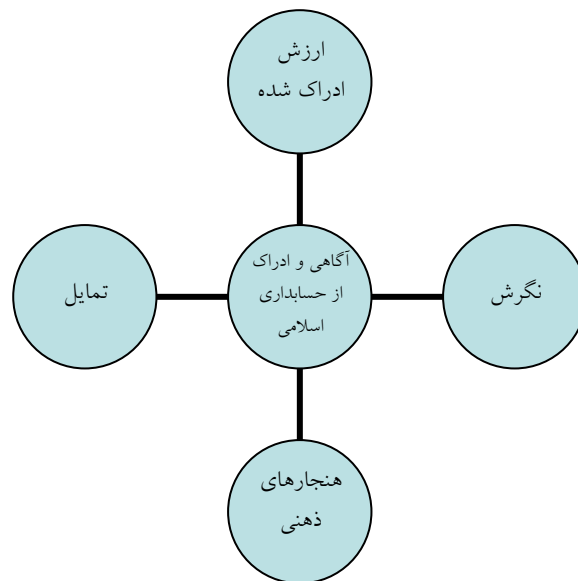 ارزش
ادراک شده
آگاهی و ادراک
از حسابداری
اسلامی
نگرش
تمایل
هنجارهای
ذهنی